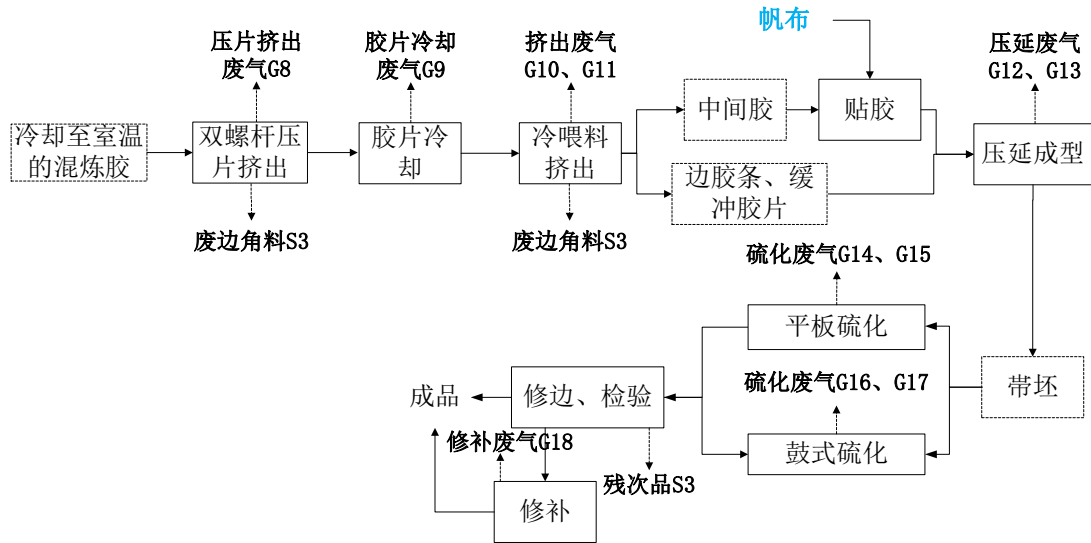 帆布
压片挤出
废气G8
胶片冷却
废气G9
挤出废气
G10、G11
压延废气
G12、G13
冷却至室温
的混炼胶
双螺杆压
片挤出
胶片冷
却
冷喂料
挤出
中间胶
贴胶
边胶条、缓
冲胶片
压延成型
废边角料S3
废边角料S3
硫化废气G14、G15
平板硫化
硫化废气G16、G17
鼓式硫化
带坯
成品
修边、检验
修补废气G18
残次品S3
修补